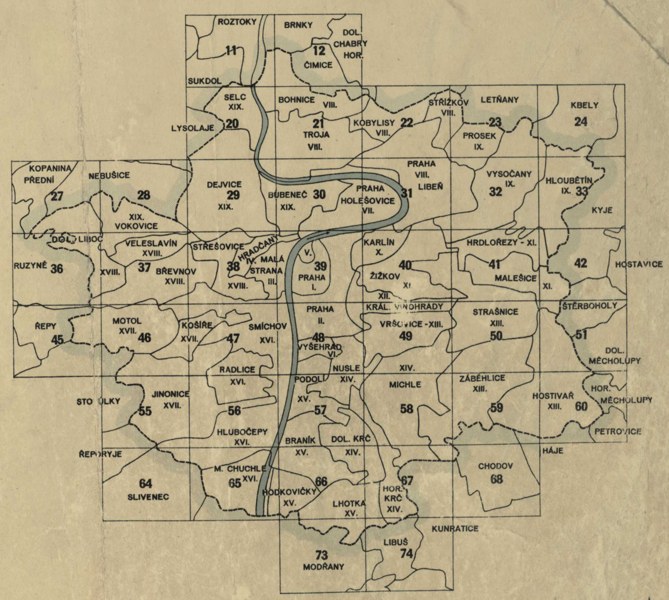 ROZTOKY
BRNKY
DOL.
CHABRY
HOR.
11
12
ČIMICE
SUKDOL
SELC
XIX.
20
BOHNICE
VIII.
21
TROJA
VIII.
KOBYLISY
VIII.
22
STŘÍŽKOV
VIII.
LETŇANY
23
PROSEK
IX.
KBELY
24
LYSOLAJE
KOPANINA
PŘEDNÍ
27
NEBUŠICE
28
XIX.
VOKOVICE
DEJVICE
29
XIX.
BUBENEČ
XIX.
30
PRAHA
HOLEŠOVICE
VII.
31
PRAHA
VIII.
LIBEŇ
VYSOČANY
IX.
32
HLOUBĚTÍN
IX.
33
KYJE
RUZYNĚ
36
DOL. LIBOC
XVIII.
VELESLAVÍN
XVIII.
37
BŘEVNOV
XVIII.
STŘEŠOVICE
38
XVIII.
HRADČANY
IV.
MALÁ
STRANA
III.
V.
39
PRAHA
I.
KARLÍN
X.
40
ŽIŽKOV
XI
XII.
HRDLOŘEZY - XI.
41
MALEŠICE
XI.
42
HOSTAVICE
ŘEPY
45
MOTOL
XVII.
46
KOŠÍŘE
XVII.
47
SMÍCHOV
XVI.
PRAHA
II.
48
VYŠEHRAD
VI.
KRÁL. VINOHRADY
VRŠOVICE - XIII.
49
STRAŠNICE
XIII.
50
ŠTĚRBOHOLY
51
DOL.
MĚCHOLUPY
RADLICE
XVI.
NUSLE
XIV.
XIV.
MICHLE
58
PODOLÍ
XV.
57
ZÁBĚHLICE
XIII.
59
HOSTIVAŘ
XIII.
60
HOR.
MĚCHOLUPY
PETROVICE
JINONICE
XVII.
55
56
HLUBOČEPY
XVI.
BRANÍK
XV.
DOL. KRČ
XIV.
HÁJE
64
SLIVENEC
M. CHUCHLE
XVI.
65
HODKOVIČKY
XV.
66
LHOTKA
XV.
67
HOR.
KRČ
XIV.
CHODOV
68
KUNRATICE
73
MODŘANY
LIBUŠ
74